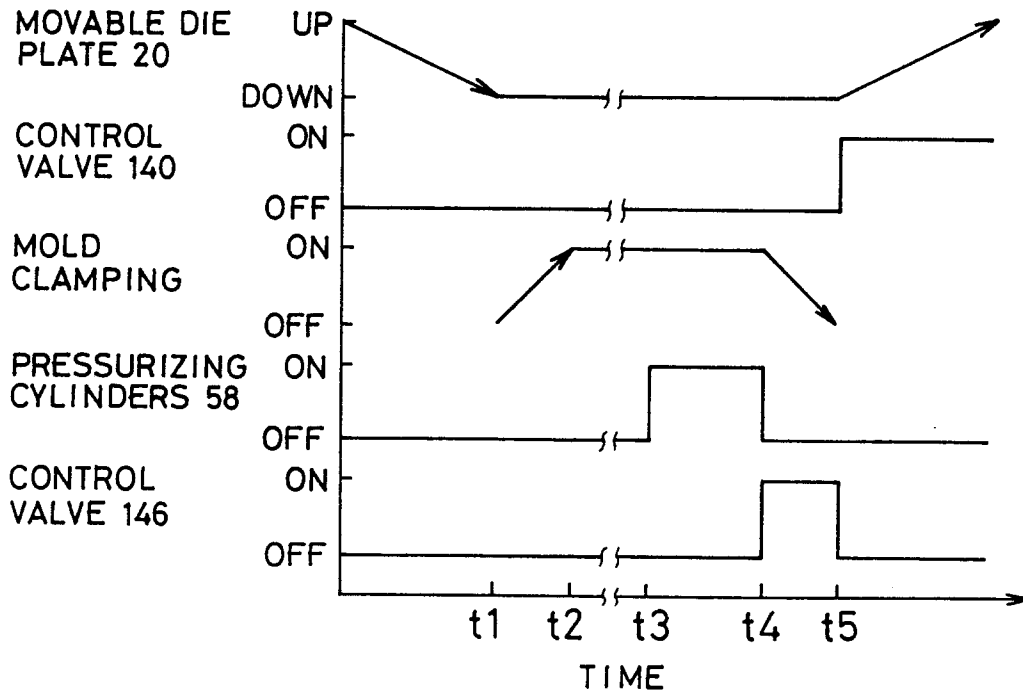 MOVABLE DIE
PLATE 20
UP
DOWN
CONTROL
VALVE 140
ON
OFF
MOLD
CLAMPING
ON
OFF
PRESSURIZING
CYLINDERS 58
ON
OFF
CONTROL
VALVE 146
ON
OFF
t1 t2 t3 t4 t5
TIME